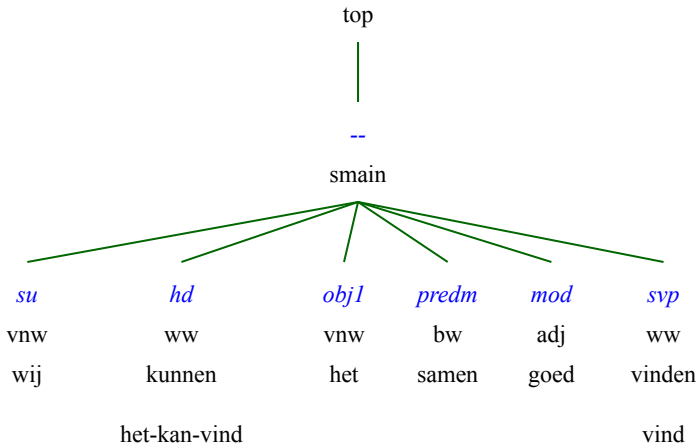 top
--
smain
su hd obj1 predm mod svp
vnw ww vnw bw adj ww
wij kunnen het samen goed vinden
het-kan-vind vind